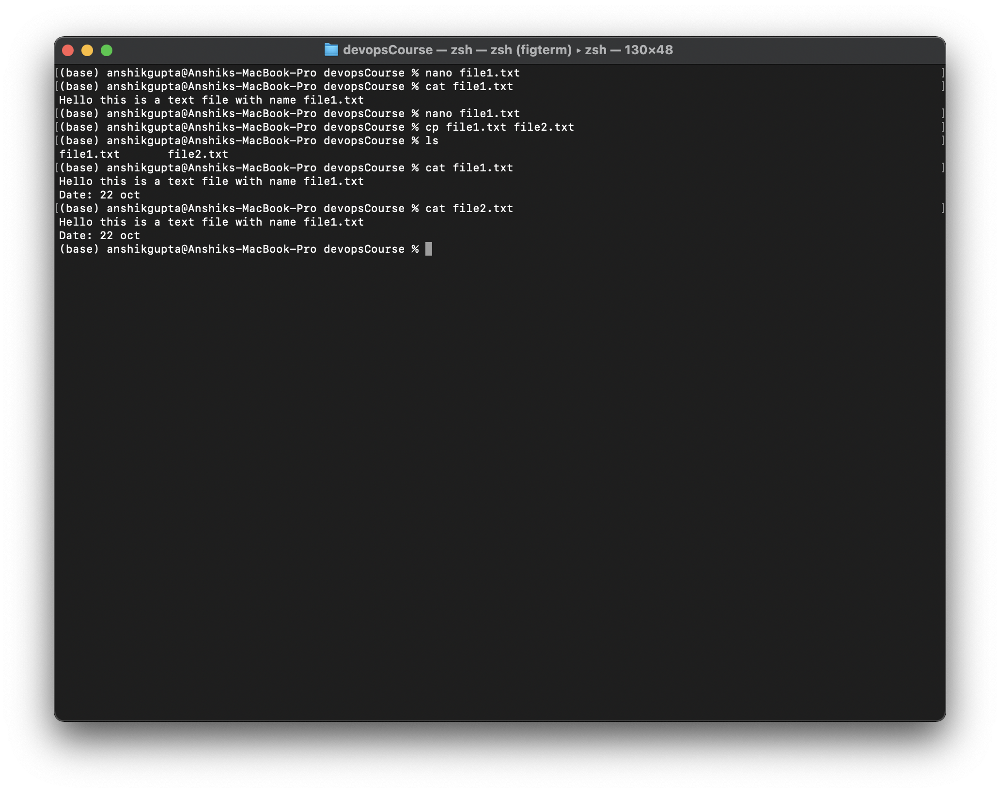 devopsCourse — zsh — zsh (figterm) ▸ zsh — 130×48
[(base) anshikgupta@Anshiks-MacBook-Pro devopsCourse % nano file1.txt ]
[(base) anshikgupta@Anshiks-MacBook-Pro devopsCourse % cat file1.txt ]
Hello this is a text file with name file1.txt
[(base) anshikgupta@Anshiks-MacBook-Pro devopsCourse % nano file1.txt ]
[(base) anshikgupta@Anshiks-MacBook-Pro devopsCourse % cp file1.txt file2.txt ]
[(base) anshikgupta@Anshiks-MacBook-Pro devopsCourse % ls ]
file1.txt       file2.txt
[(base) anshikgupta@Anshiks-MacBook-Pro devopsCourse % cat file1.txt ]
Hello this is a text file with name file1.txt
Date: 22 oct
[(base) anshikgupta@Anshiks-MacBook-Pro devopsCourse % cat file2.txt ]
Hello this is a text file with name file1.txt
Date: 22 oct
(base) anshikgupta@Anshiks-MacBook-Pro devopsCourse %